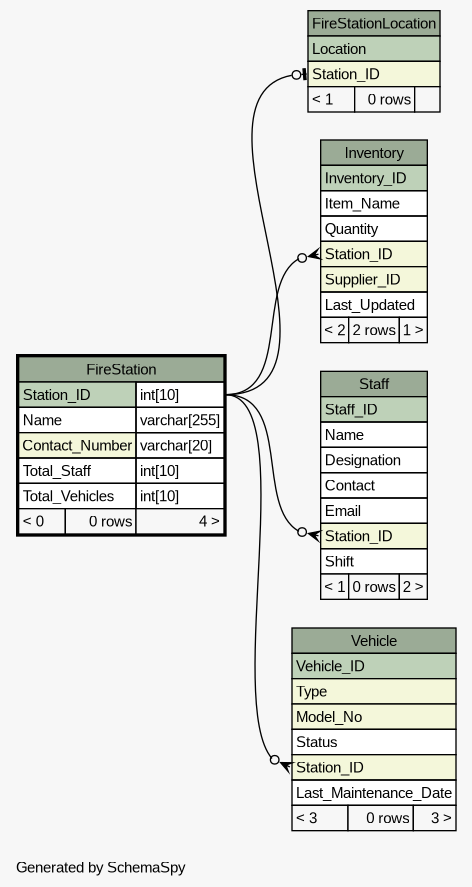 FireStationLocation
Location
Station_ID
< 1 0 rows
Inventory
Inventory_ID
Item_Name
Quantity
Station_ID
Supplier_ID
Last_Updated
< 2 2 rows 1 >
FireStation
Station_ID int[10]
Name varchar[255]
Contact_Number varchar[20]
Total_Staff int[10]
Total_Vehicles int[10]
< 0 0 rows 4 >
Staff
Staff_ID
Name
Designation
Contact
Email
Station_ID
Shift
< 1 0 rows 2 >
Vehicle
Vehicle_ID
Type
Model_No
Status
Station_ID
Last_Maintenance_Date
< 3 0 rows 3 >
Generated by SchemaSpy